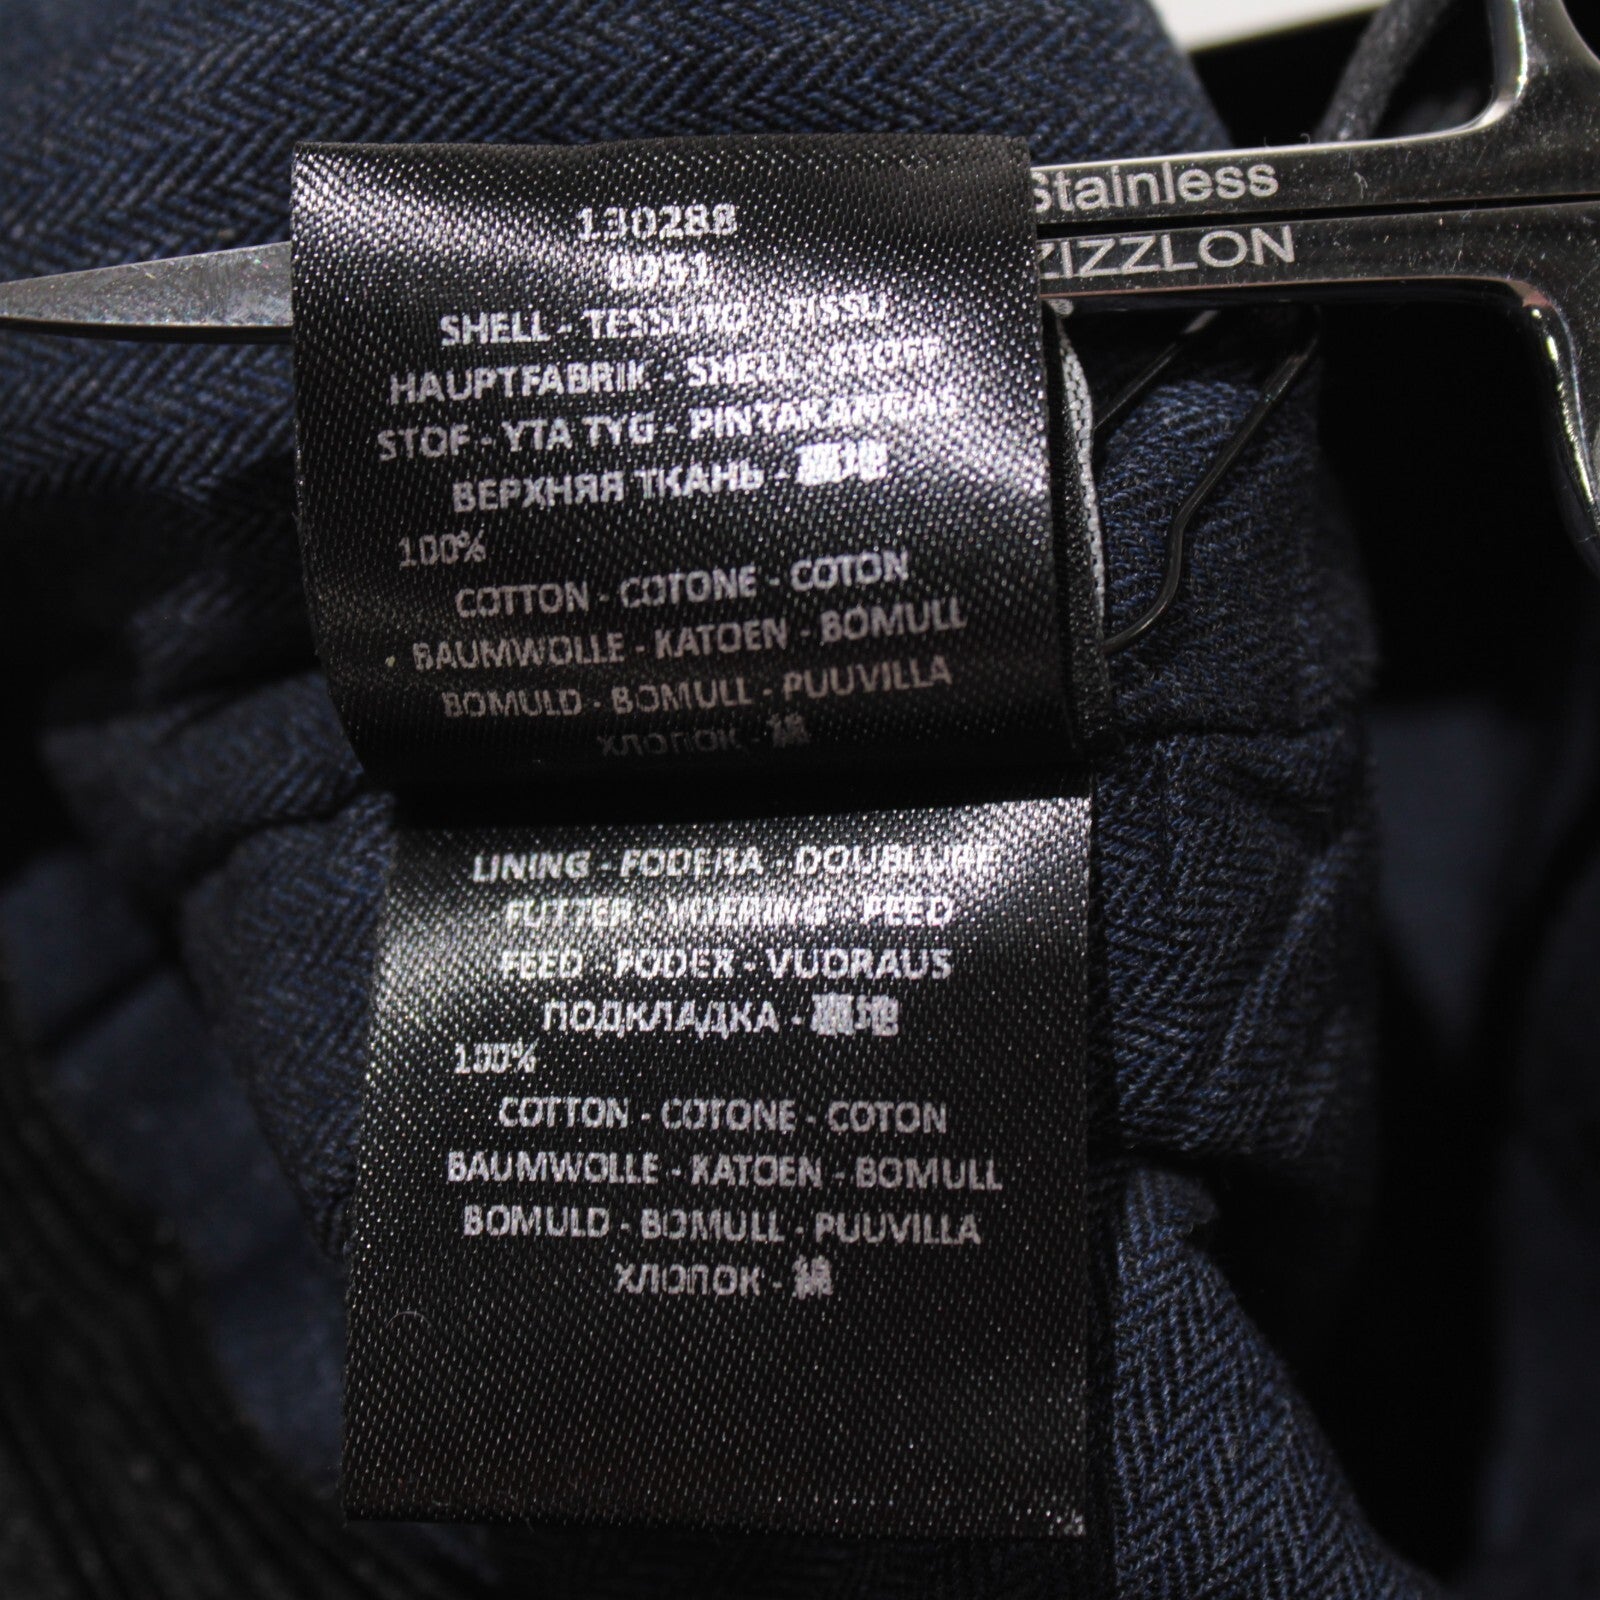 130288
8951
SHELL - TESSUTO - TISSU
HAUPTFABRIK - SHELL - STOFF
STOF - YTA TYG - PINTAKANGAS
ВЕРХНЯЯ ТКАНЬ - 地
100%
COTTON - COTONE - COTON
BAUMWOLLE - KATOEN - BOMULL
BOMULD - BOMULL - PUUVILLA
ХЛОПОК - 綿
LINING - FODERA - DOUBLURE
FUTTER - VOERING - FEED
FEED - FODER - VUORAUS
ПОДКЛАДКА - 裏地
100%
COTTON - COTONE - COTON
BAUMWOLLE - KATOEN - BOMULL
BOMULD - BOMULL - PUUVILLA
ХЛОПОК - 綿
Stainless
ZIZZLON